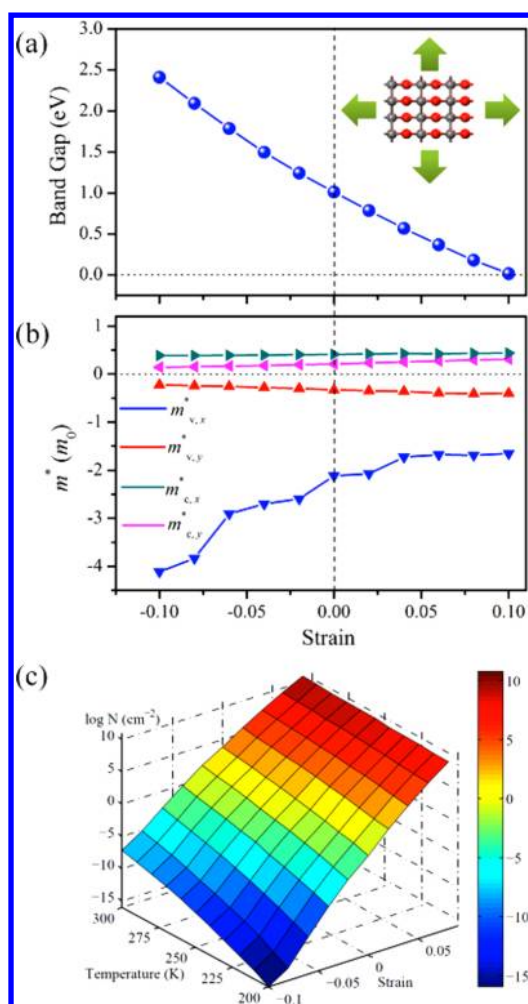 (a)
3.0
2.5
2.0
1.5
1.0
0.5
0.0
Band Gap (eV)
(b)
1
0
-1
-2
-3
-4
m* (m0)
m*v, x
m*v, y
m*c, x
m*c, y
-0.10 -0.05 0.00 0.05 0.10
Strain
(c)
log N (cm−2)
10
5
0
−5
−10
−15
300
275
250
225
200
Temperature (K)
−0.1
−0.05
0
0.05
Strain
10
5
0
−5
−10
−15